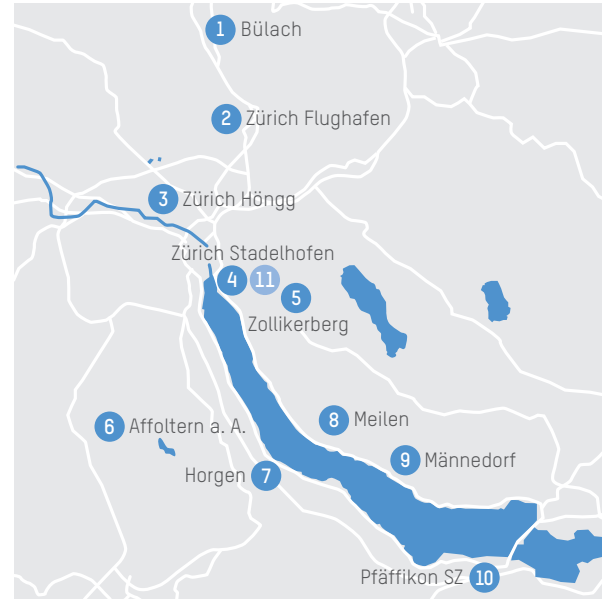 1 Bülach
2 Zürich Flughafen
3 Zürich Höngg
Zürich Stadelhofen
4 11
5
Zollikerberg
6 Affoltern a. A.
8 Meilen
9 Männedorf
Horgen 7
Pfäffikon SZ 10